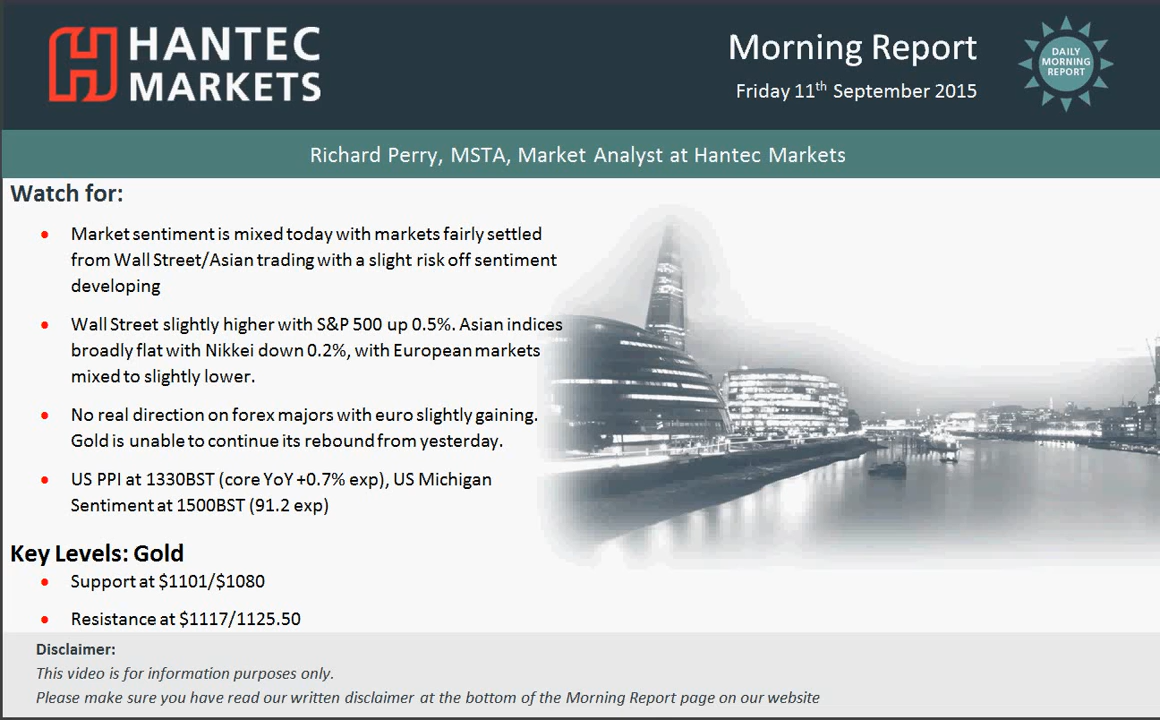 HANTEC
MARKETS
Morning Report
Friday 11th September 2015
DAILY
MORNING
REPORT
Richard Perry, MSTA, Market Analyst at Hantec Markets
Watch for:
• Market sentiment is mixed today with markets fairly settled
from Wall Street/Asian trading with a slight risk off sentiment
developing
• Wall Street slightly higher with S&P 500 up 0.5%. Asian indices
broadly flat with Nikkei down 0.2%, with European markets
mixed to slightly lower.
• No real direction on forex majors with euro slightly gaining.
Gold is unable to continue its rebound from yesterday.
• US PPI at 1330BST (core YoY +0.7% exp), US Michigan
Sentiment at 1500BST (91.2 exp)
Key Levels: Gold
• Support at $1101/$1080
• Resistance at $1117/1125.50
Disclaimer:
This video is for information purposes only.
Please make sure you have read our written disclaimer at the bottom of the Morning Report page on our website